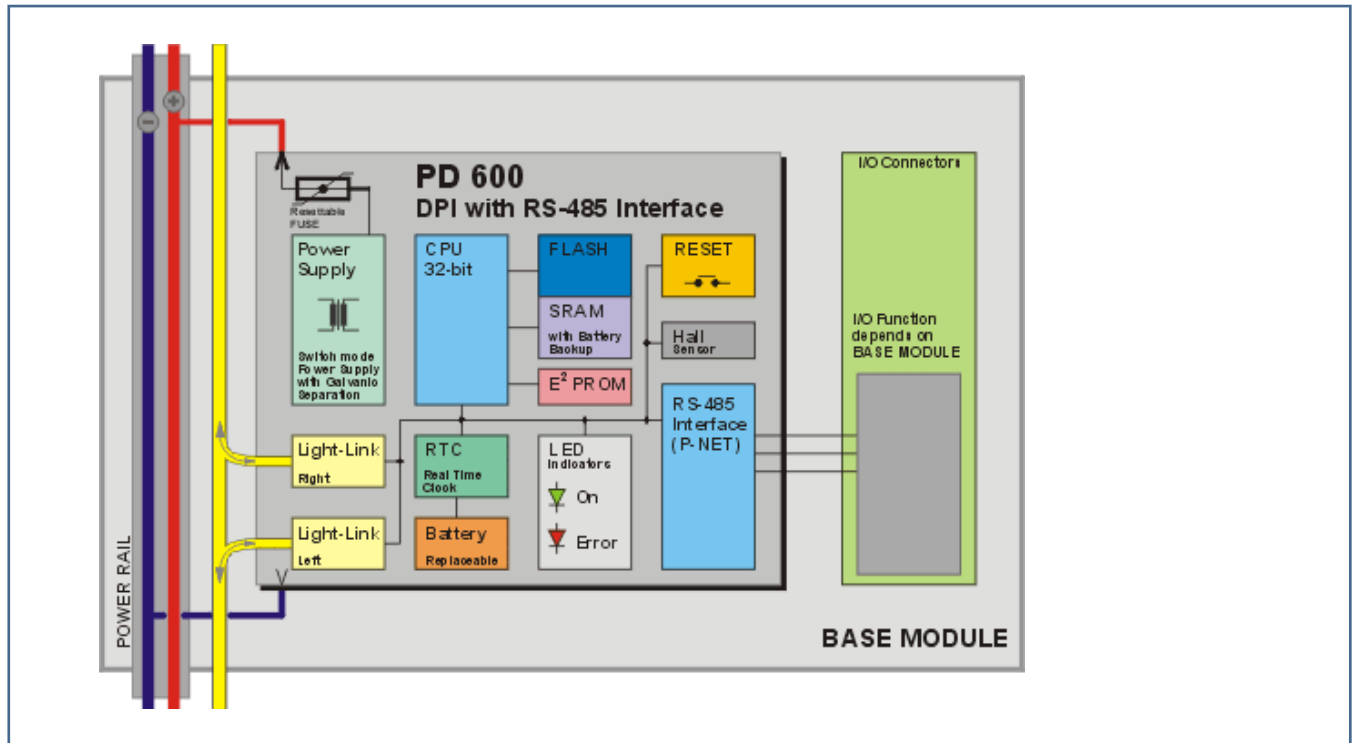 PD 600
DPI with RS-485 Interface
Resettable
FUSE
Power
Supply
Switch mode
Power Supply
with Galvanic
Separation
CPU
32-bit
FLASH
SRAM
with Battery
Backup
E² PROM
RESET
Hall
Sensor
RS-485
Interface
(P-NET)
Light-Link
Right
Light-Link
Left
RTC
Real Time
Clock
Battery
Replaceable
LED
Indicators
On
Error
I/O Connectors
I/O Function
depends on
BASE MODULE
POWER RAIL
BASE MODULE